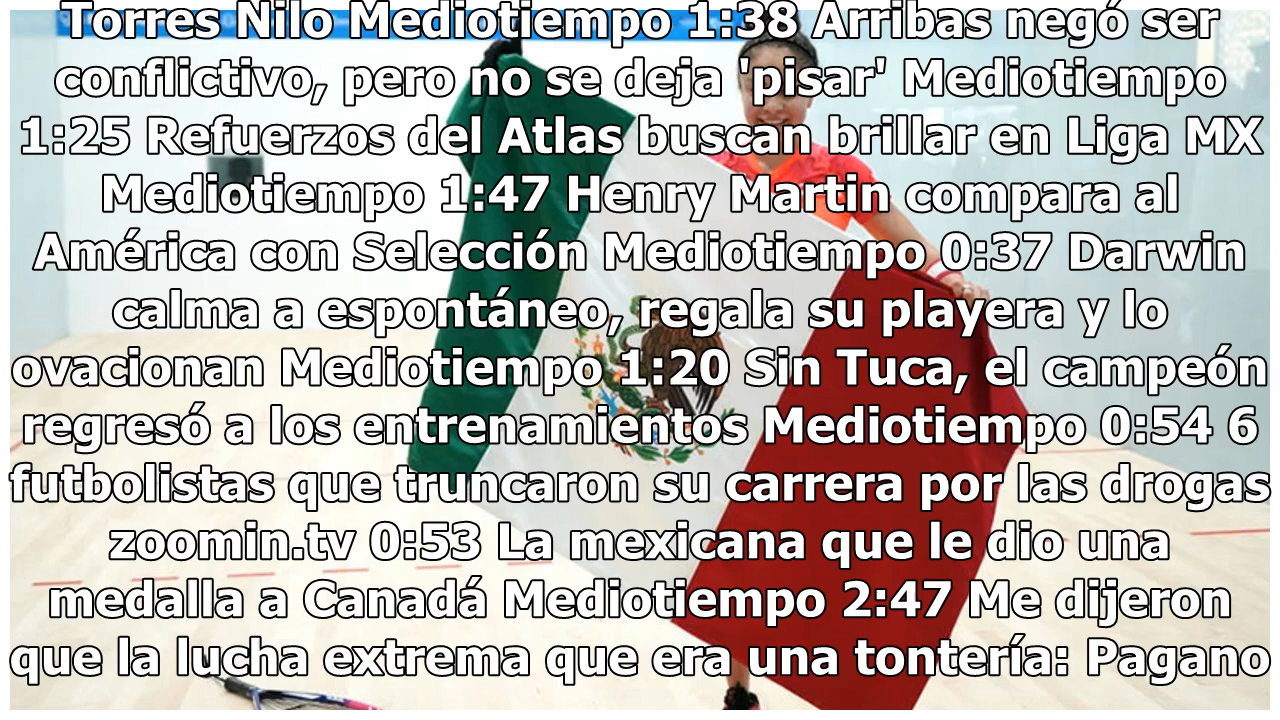 Torres Nilo Mediotiempo 1:38 Arribas negó ser
conflictivo, pero no se deja 'pisar' Mediotiempo
1:25 Refuerzos del Atlas buscan brillar en Liga MX
Mediotiempo 1:47 Henry Martin compara al
América con Selección Mediotiempo 0:37 Darwin
calma a espontáneo, regala su playera y lo
ovacionan Mediotiempo 1:20 Sin Tuca, el campeón
regresó a los entrenamientos Mediotiempo 0:54 6
futbolistas que truncaron su carrera por las drogas
zoomin.tv 0:53 La mexicana que le dio una
medalla a Canadá Mediotiempo 2:47 Me dijeron
que la lucha extrema que era una tontería: Pagano